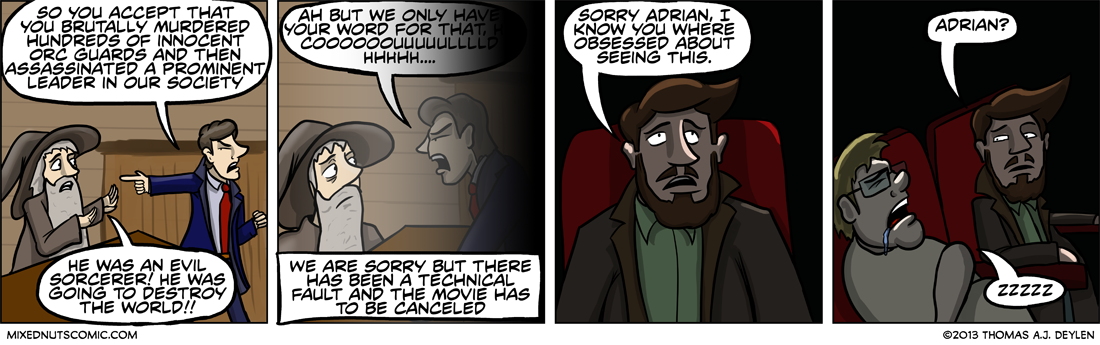 SO YOU ACCEPT THAT
YOU BRUTALLY MURDERED
HUNDREDS OF INNOCENT
ORC GUARDS AND THEN
ASSASSINATED A PROMINENT
LEADER IN OUR SOCIETY
HE WAS AN EVIL
SORCERER! HE WAS
GOING TO DESTROY
THE WORLD!!
AH BUT WE ONLY HAVE
YOUR WORD FOR THAT, H
COOOOOOUUUUULLLLD
HHHHH....
WE ARE SORRY BUT THERE
HAS BEEN A TECHNICAL
FAULT AND THE MOVIE HAS
TO BE CANCELED
SORRY ADRIAN, I
KNOW YOU WHERE
OBSESSED ABOUT
SEEING THIS.
ADRIAN?
ZZZZZ
MIXEDNUTSCOMIC.COM
©2013 THOMAS A.J. DEYLEN